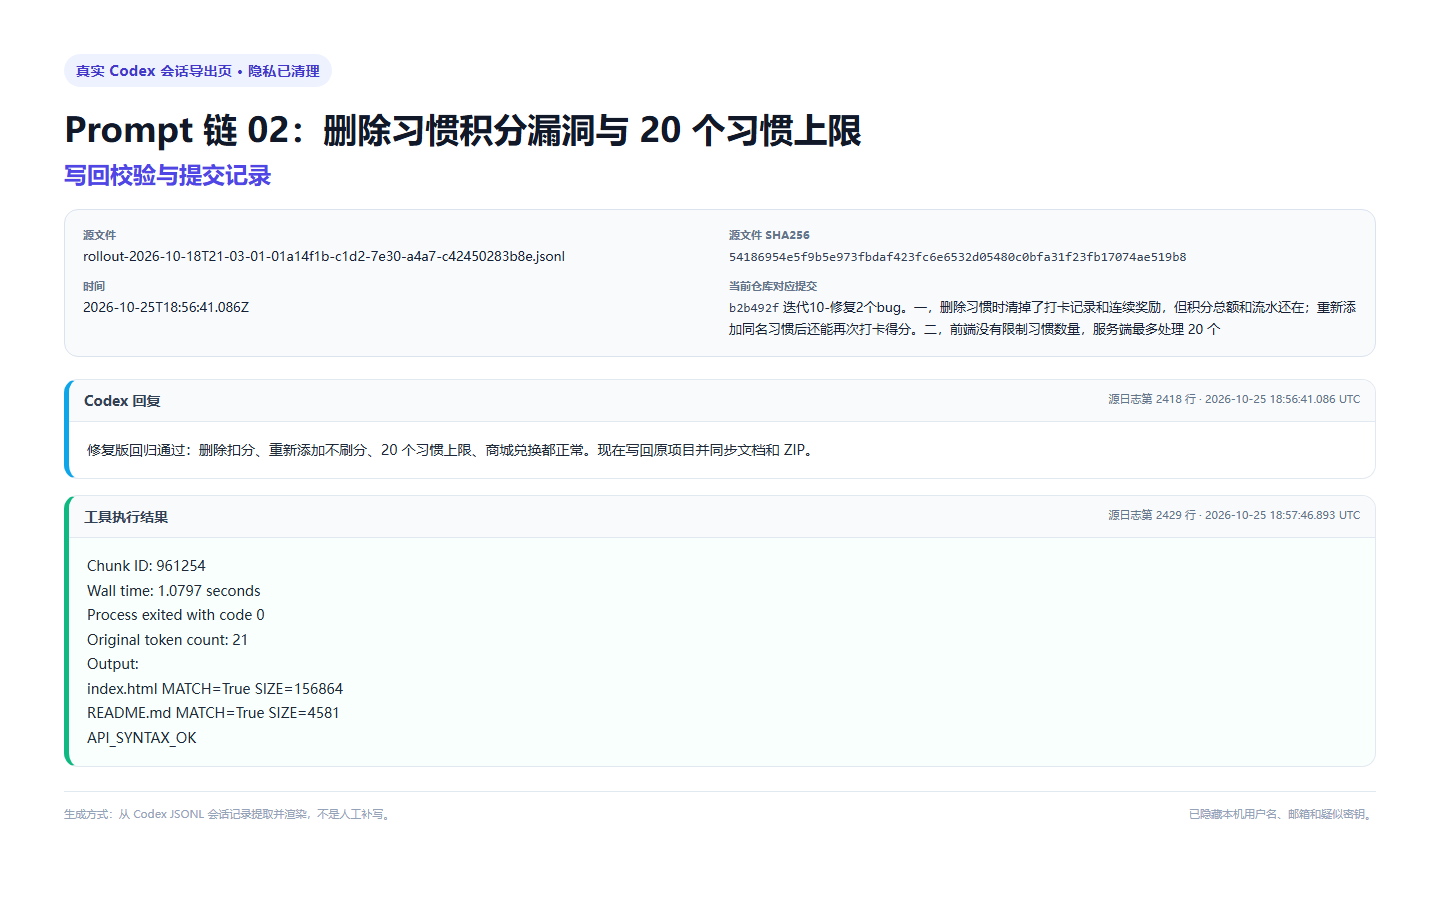 真实 Codex 会话导出页 • 隐私已清理
Prompt 链 02：删除习惯积分漏洞与 20 个习惯上限
写回校验与提交记录
源文件
rollout-2026-10-18T21-03-01-01a14f1b-c1d2-7e30-a4a7-c42450283b8e.jsonl
源文件 SHA256
54186954e5f9b5e973fbdaf423fc6e6532d05480c0bfa31f23fb17074ae519b8
时间
2026-10-25T18:56:41.086Z
当前仓库对应提交
b2b492f 迭代10-修复2个bug。一，删除习惯时清掉了打卡记录和连续奖励，但积分总额和流水还在；重新添
加同名习惯后还能再次打卡得分。二，前端没有限制习惯数量，服务端最多处理 20 个
Codex 回复
源日志第 2418 行 · 2026-10-25 18:56:41.086 UTC
修复版回归通过：删除扣分、重新添加不刷分、20 个习惯上限、商城兑换都正常。现在写回原项目并同步文档和 ZIP。
工具执行结果
源日志第 2429 行 · 2026-10-25 18:57:46.893 UTC
Chunk ID: 961254
Wall time: 1.0797 seconds
Process exited with code 0
Original token count: 21
Output:
index.html MATCH=True SIZE=156864
README.md MATCH=True SIZE=4581
API_SYNTAX_OK
生成方式：从 Codex JSONL 会话记录提取并渲染，不是人工补写。
已隐藏本机用户名、邮箱和疑似密钥。